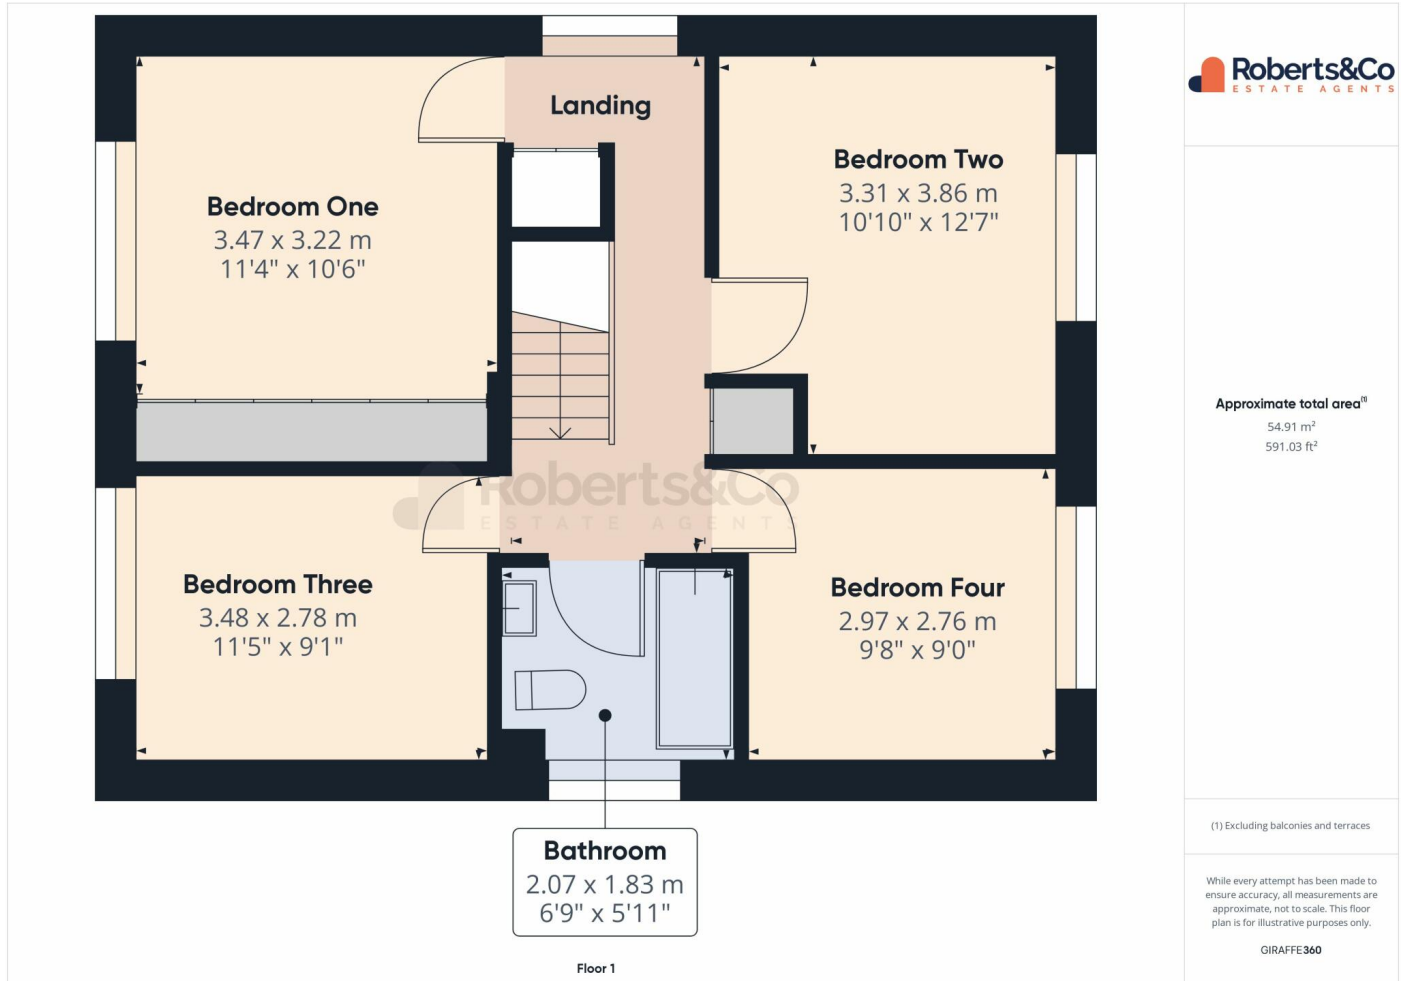 Landing
Bedroom One
3.47 x 3.22 m
11'4" x 10'6"
Bedroom Two
3.31 x 3.86 m
10'10" x 12'7"
Roberts&Co
ESTATE AGENTS
Bedroom Three
3.48 x 2.78 m
11'5" x 9'1"
Bedroom Four
2.97 x 2.76 m
9'8" x 9'0"
Bathroom
2.07 x 1.83 m
6'9" x 5'11"
Floor 1
Roberts&Co
ESTATE AGENTS
Approximate total area(1)
54.91 m²
591.03 ft²
(1) Excluding balconies and terraces
While every attempt has been made to
ensure accuracy, all measurements are
approximate, not to scale. This floor
plan is for illustrative purposes only.
GIRAFFE360